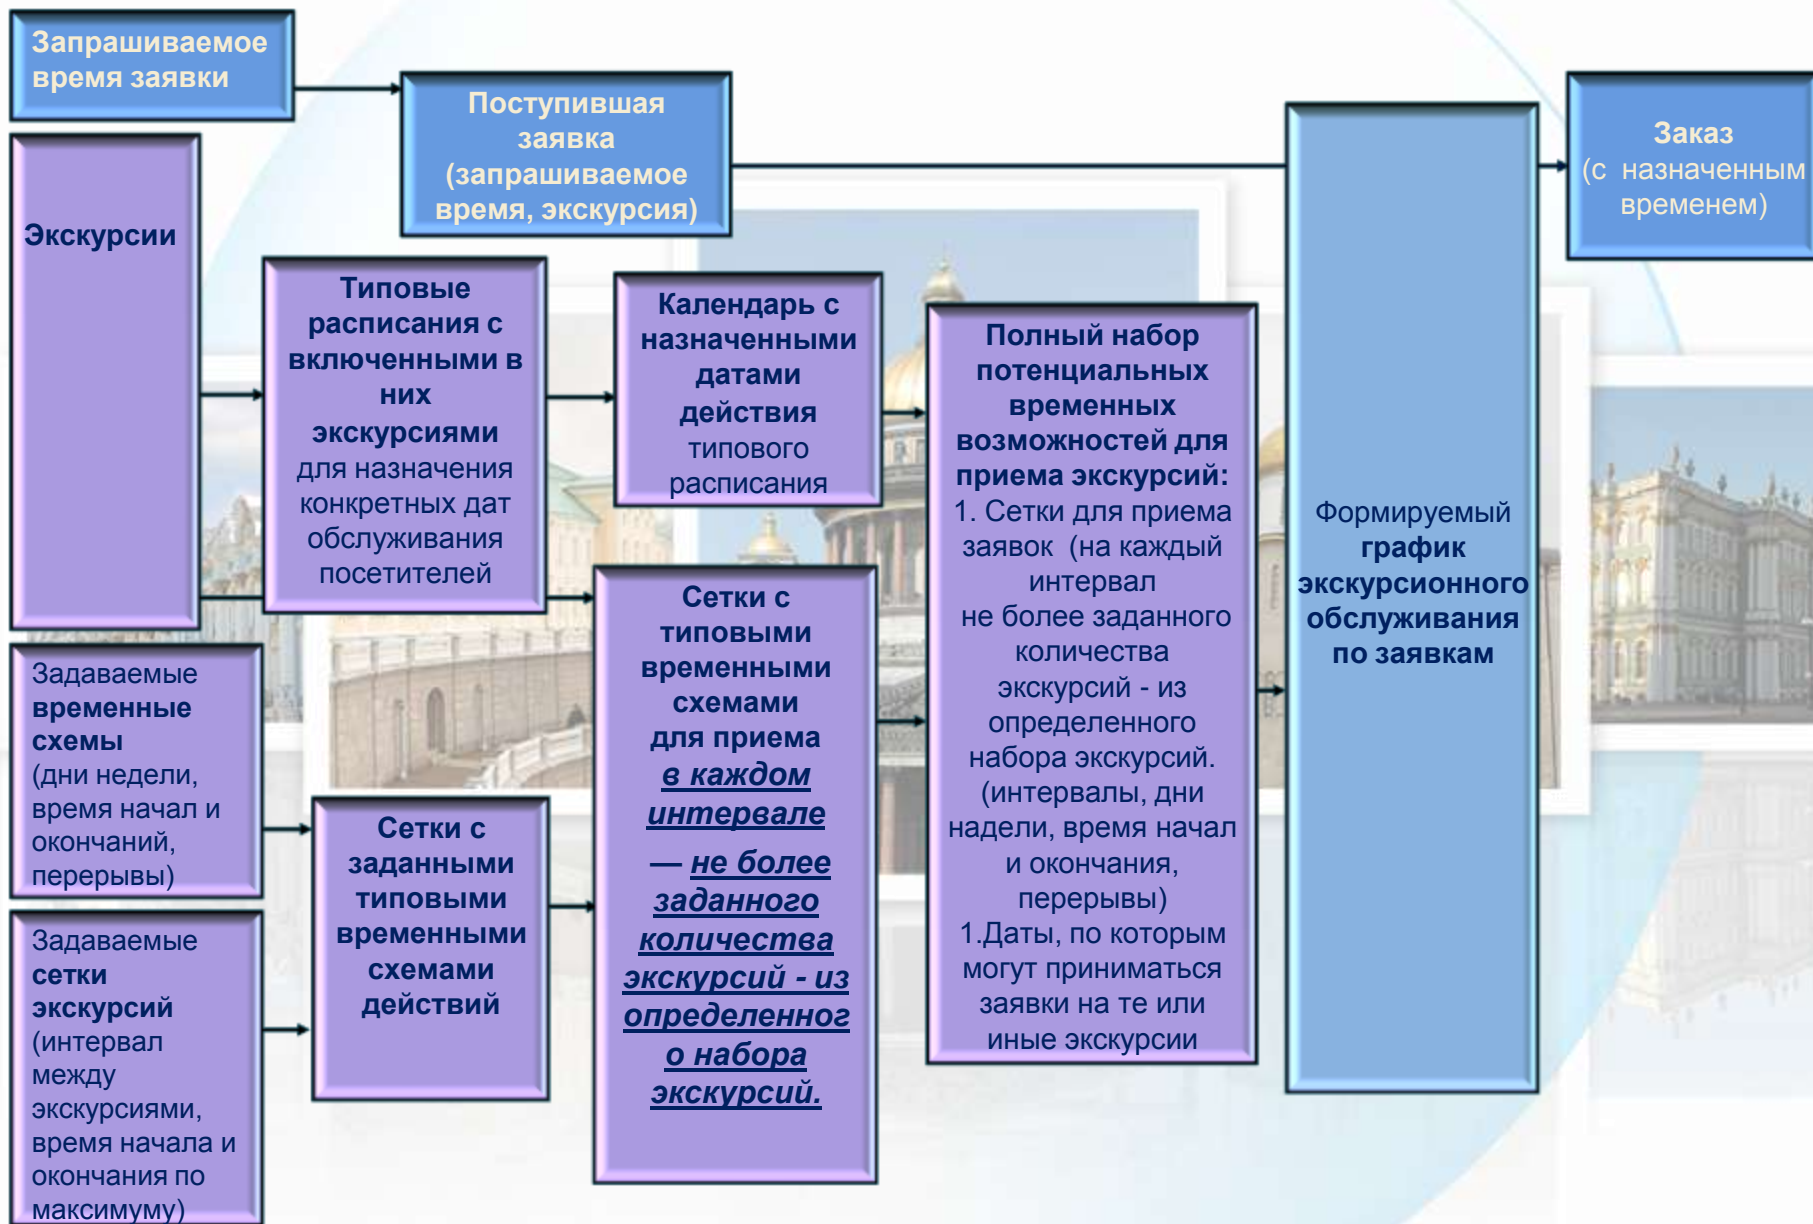 Запрашиваемое
время заявки
Поступившая
заявка
(запрашиваемое
время, экскурсия)
Заказ
(с назначенным
временем)
Экскурсии
Типовые
расписания с
включенными в
них
экскурсиями
для назначения
конкретных дат
обслуживания
посетителей
Календарь с
назначенными
датами
действия
типового
расписания
Полный набор
потенциальных
временных
возможностей для
приема экскурсий:
1. Сетки для приема
заявок (на каждый
интервал
не более заданного
количества
экскурсий - из
определенного
набора экскурсий.
(интервалы, дни
надели, время начал
и окончания,
перерывы)
1.Даты, по которым
могут приниматься
заявки на те или
иные экскурсии
Формируемый
график
экскурсионного
обслуживания
по заявкам
Задаваемые
временные
схемы
(дни недели,
время начал и
окончаний,
перерывы)
Сетки с
типовыми
временными
схемами
для приема
в каждом
интервале
— не более
заданного
количества
экскурсий - из
определенног
о набора
экскурсий.
Сетки с
заданными
типовыми
временными
схемами
действий
Задаваемые
сетки
экскурсий
(интервал
между
экскурсиями,
время начала и
окончания по
максимуму)